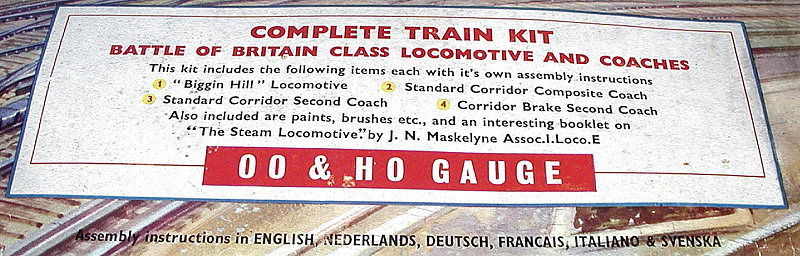 COMPLETE TRAIN KIT
BATTLE OF BRITAIN CLASS LOCOMOTIVE AND COACHES
This kit includes the following items each with it's own assembly instructions
1 "Biggin Hill" Locomotive 2 Standard Corridor Composite Coach
3 Standard Corridor Second Coach 4 Corridor Brake Second Coach
Also included are paints, brushes etc., and an interesting booklet on
"The Steam Locomotive", by J. N. Maskelyne Assoc.I.Loco.E
OO & HO GAUGE
Assembly instructions in ENGLISH, NEDERLANDS, DEUTSCH, FRANCAIS, ITALIANO & SVENSKA